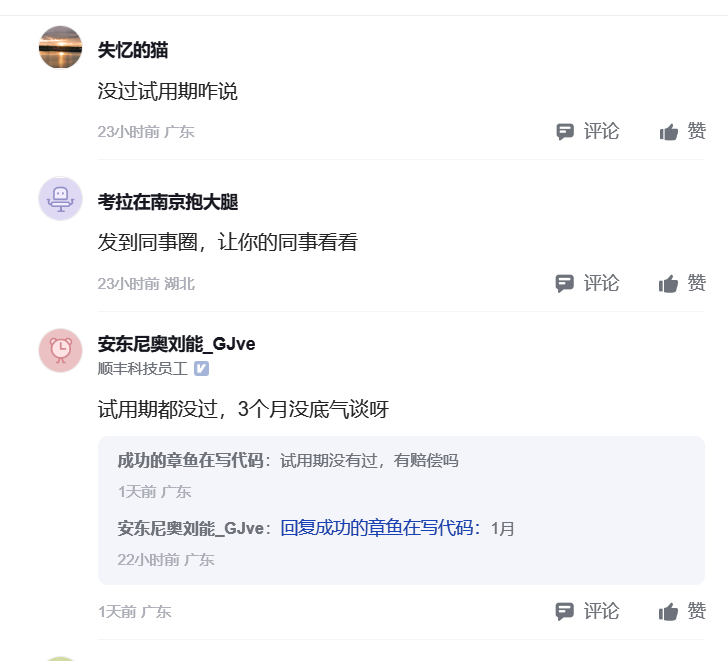 失忆的猫
没过试用期咋说
23小时前 广东
评论 赞
考拉在南京抱大腿
发到同事圈，让你的同事看看
23小时前 湖北
评论 赞
安东尼奥刘能_GJve
顺丰科技员工
试用期都没过，3个月没底气谈呀
成功的章鱼在写代码：试用期没有过，有赔偿吗
1天前 广东
安东尼奥刘能_GJve：回复成功的章鱼在写代码：1月
22小时前 广东
1天前 广东
评论 赞